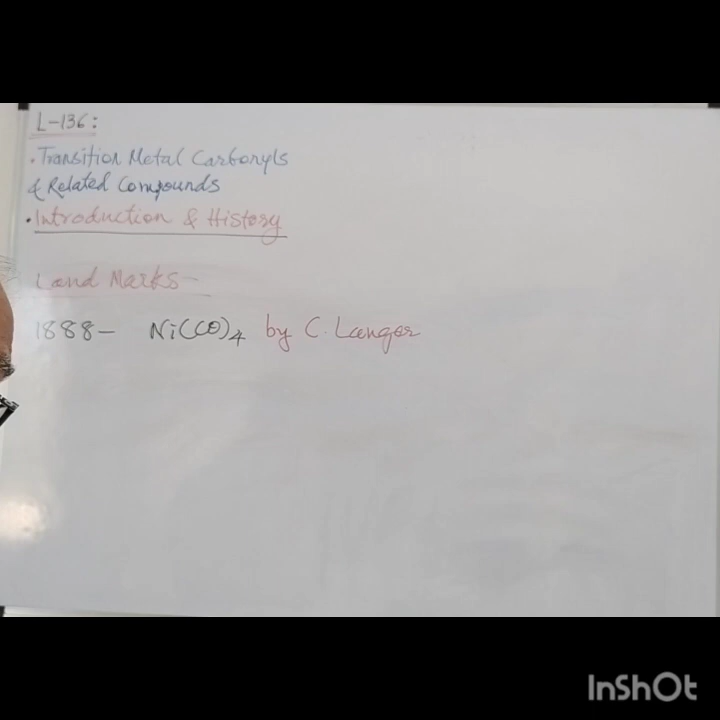 L-136:
• Transition Metal Carbonyls
& Related Compounds
• Introduction & History
Land Marks -
1888 - Ni(CO)4 by C. Langer
InShOt